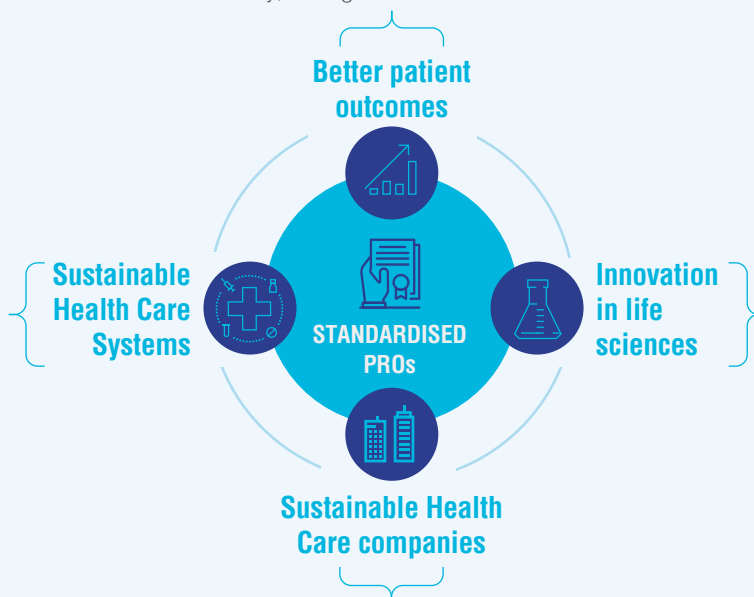 Better patient
outcomes
Sustainable
Health Care
Systems
STANDARDISED
PROs
Innovation
in life
sciences
Sustainable Health
Care companies